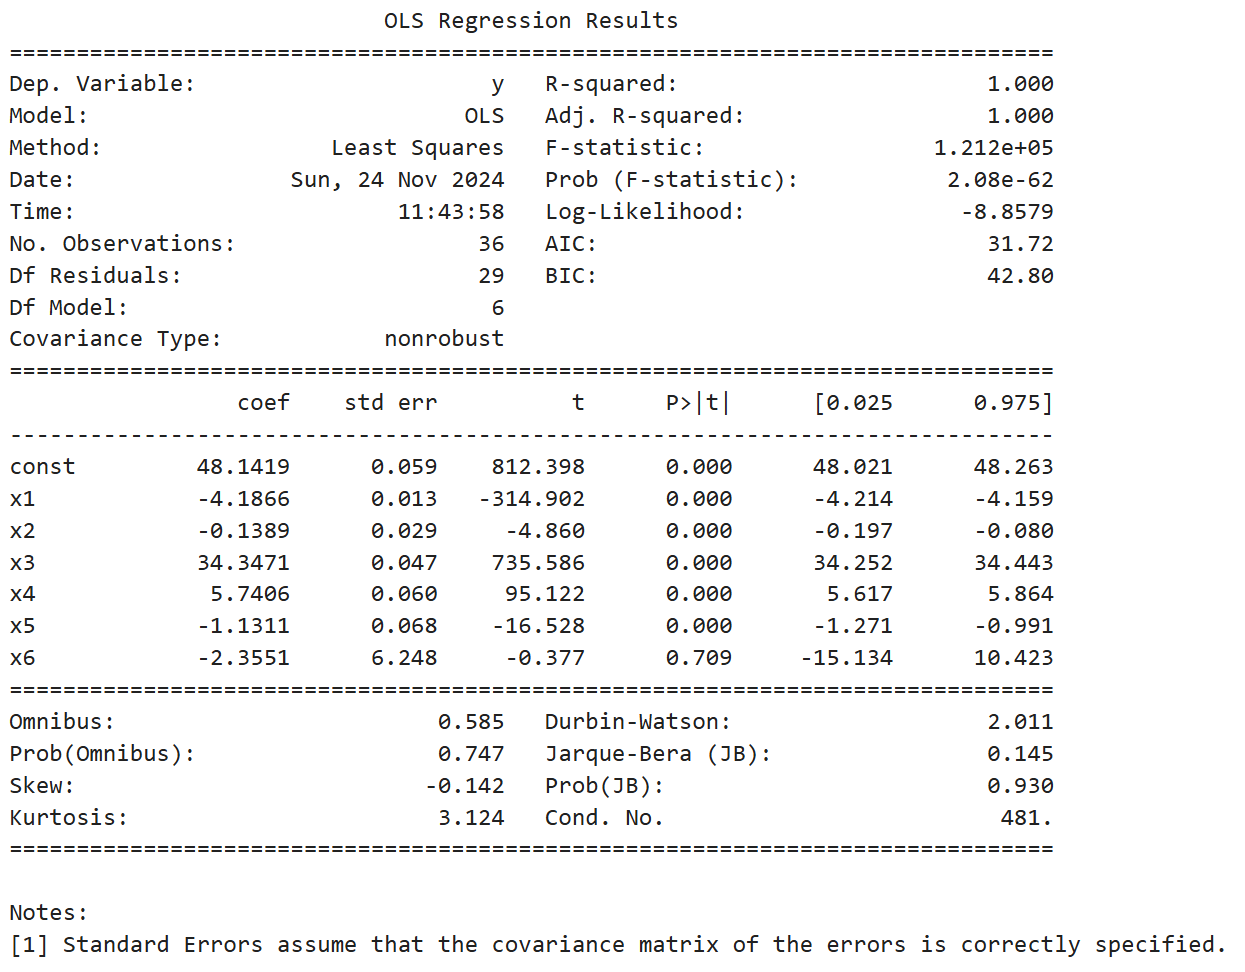 OLS Regression Results
==============================================================================
Dep. Variable:                      y   R-squared:                       1.000
Model:                            OLS   Adj. R-squared:                  1.000
Method:                 Least Squares   F-statistic:                 1.212e+05
Date:                Sun, 24 Nov 2024   Prob (F-statistic):           2.08e-62
Time:                        11:43:58   Log-Likelihood:                -8.8579
No. Observations:                  36   AIC:                             31.72
Df Residuals:                      29   BIC:                             42.80
Df Model:                           6
Covariance Type:            nonrobust
==============================================================================
                 coef    std err          t      P>|t|      [0.025      0.975]
------------------------------------------------------------------------------
const         48.1419      0.059    812.398      0.000      48.021      48.263
x1            -4.1866      0.013   -314.902      0.000      -4.214      -4.159
x2            -0.1389      0.029     -4.860      0.000      -0.197      -0.080
x3            34.3471      0.047    735.586      0.000      34.252      34.443
x4             5.7406      0.060     95.122      0.000       5.617       5.864
x5            -1.1311      0.068    -16.528      0.000      -1.271      -0.991
x6            -2.3551      6.248     -0.377      0.709     -15.134      10.423
==============================================================================
Omnibus:                        0.585   Durbin-Watson:                   2.011
Prob(Omnibus):                  0.747   Jarque-Bera (JB):                0.145
Skew:                          -0.142   Prob(JB):                        0.930
Kurtosis:                       3.124   Cond. No.                         481.
==============================================================================

Notes:
[1] Standard Errors assume that the covariance matrix of the errors is correctly specified.